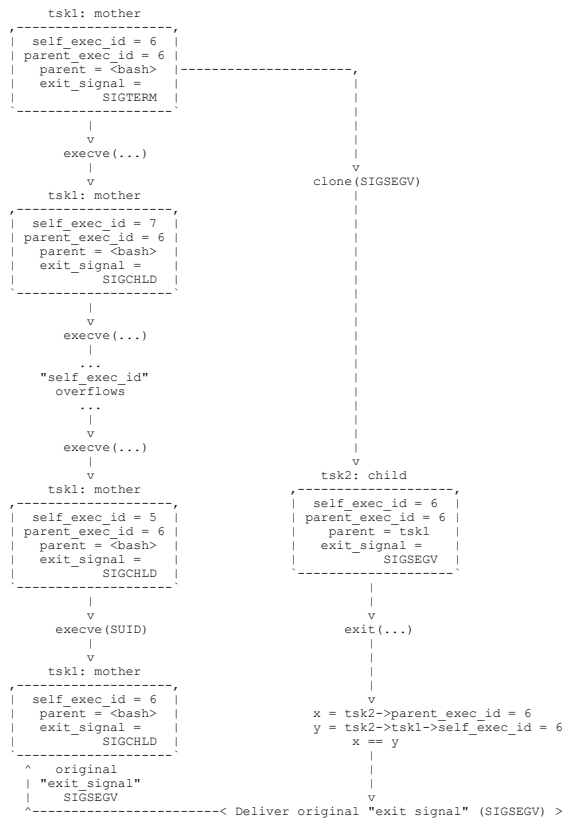 tsk1: mother
self_exec_id = 6
parent_exec_id = 6
parent = <bash>
exit_signal =
SIGTERM
execve(...)
v
clone(SIGSEGV)
v
tsk1: mother
self_exec_id = 7
parent_exec_id = 6
parent = <bash>
exit_signal =
SIGCHLD
v
execve(...)
...
"self_exec_id"
overflows
...
v
execve(...)
v
tsk1: mother
self_exec_id = 5
parent_exec_id = 6
parent = <bash>
exit_signal =
SIGCHLD
v
tsk2: child
self_exec_id = 6
parent_exec_id = 6
parent = tsk1
exit_signal =
SIGSEGV
v
execve(SUID)
v
exit(...)
tsk1: mother
self_exec_id = 6
parent = <bash>
exit_signal =
SIGCHLD
v
x = tsk2->parent_exec_id = 6
y = tsk2->tsk1->self_exec_id = 6
x == y
^ original
"exit_signal"
SIGSEGV
v
^------------------------< Deliver original "exit signal" (SIGSEGV) >